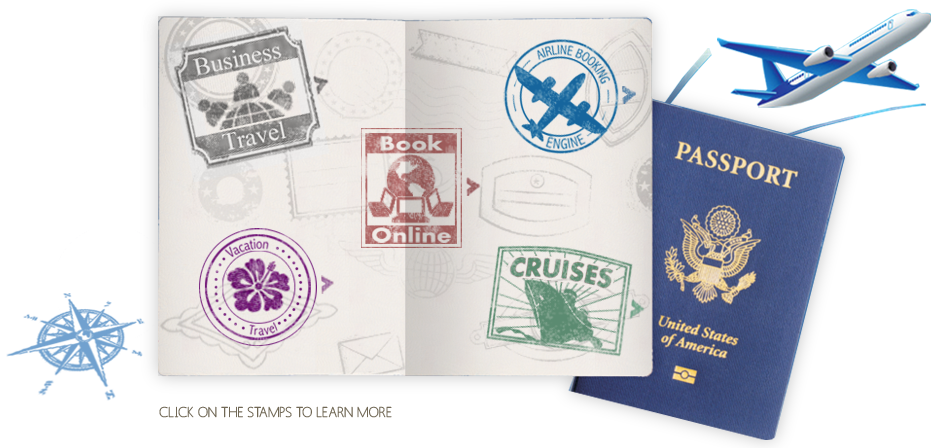 Business
Travel
AIRLINE BOOKING
ENGINE
Book
Online
Vacation
Travel
CRUISES
PASSPORT
United States
of America
CLICK ON THE STAMPS TO LEARN MORE